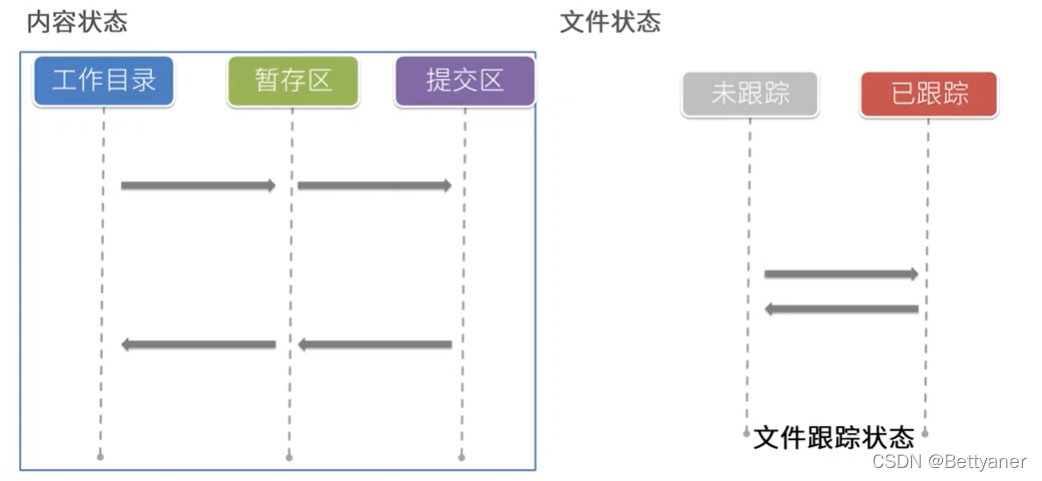 内容状态
文件状态
工作目录
暂存区
提交区
未跟踪
已跟踪
文件跟踪状态
CSDN @Bettyaner